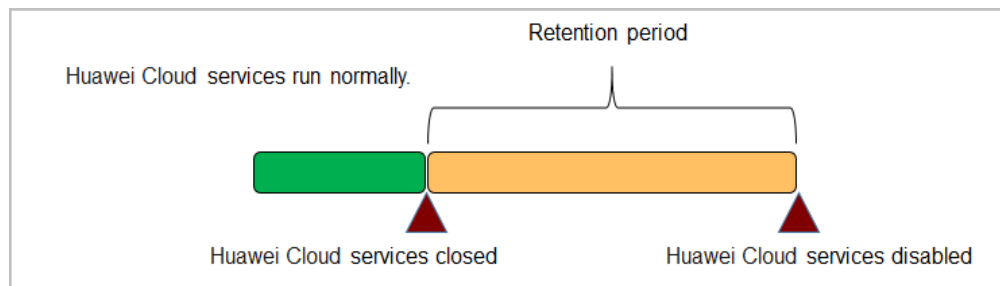 Retention period
Huawei Cloud services run normally.
Huawei Cloud services closed
Huawei Cloud services disabled